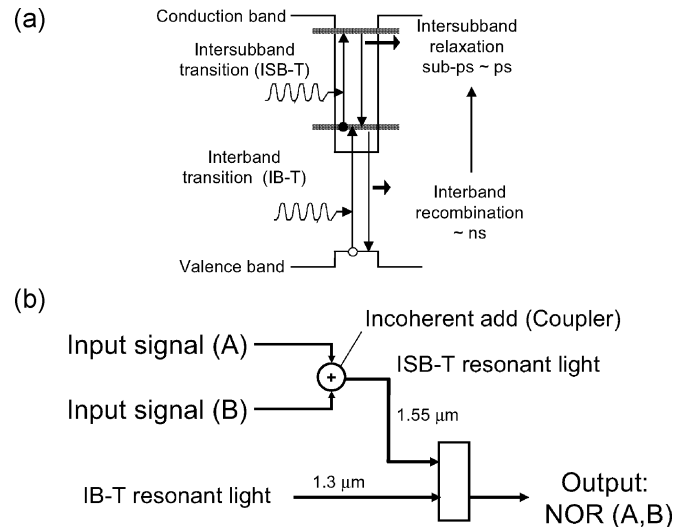 (a)
Conduction band
Intersubband
transition (ISB-T)
Intersubband
relaxation
sub-ps ~ ps
Interband
transition (IB-T)
Interband
recombination
~ ns
Valence band
(b)
Incoherent add (Coupler)
Input signal (A)
+
ISB-T resonant light
Input signal (B)
1.55 μm
IB-T resonant light
1.3 μm
Output:
NOR (A,B)